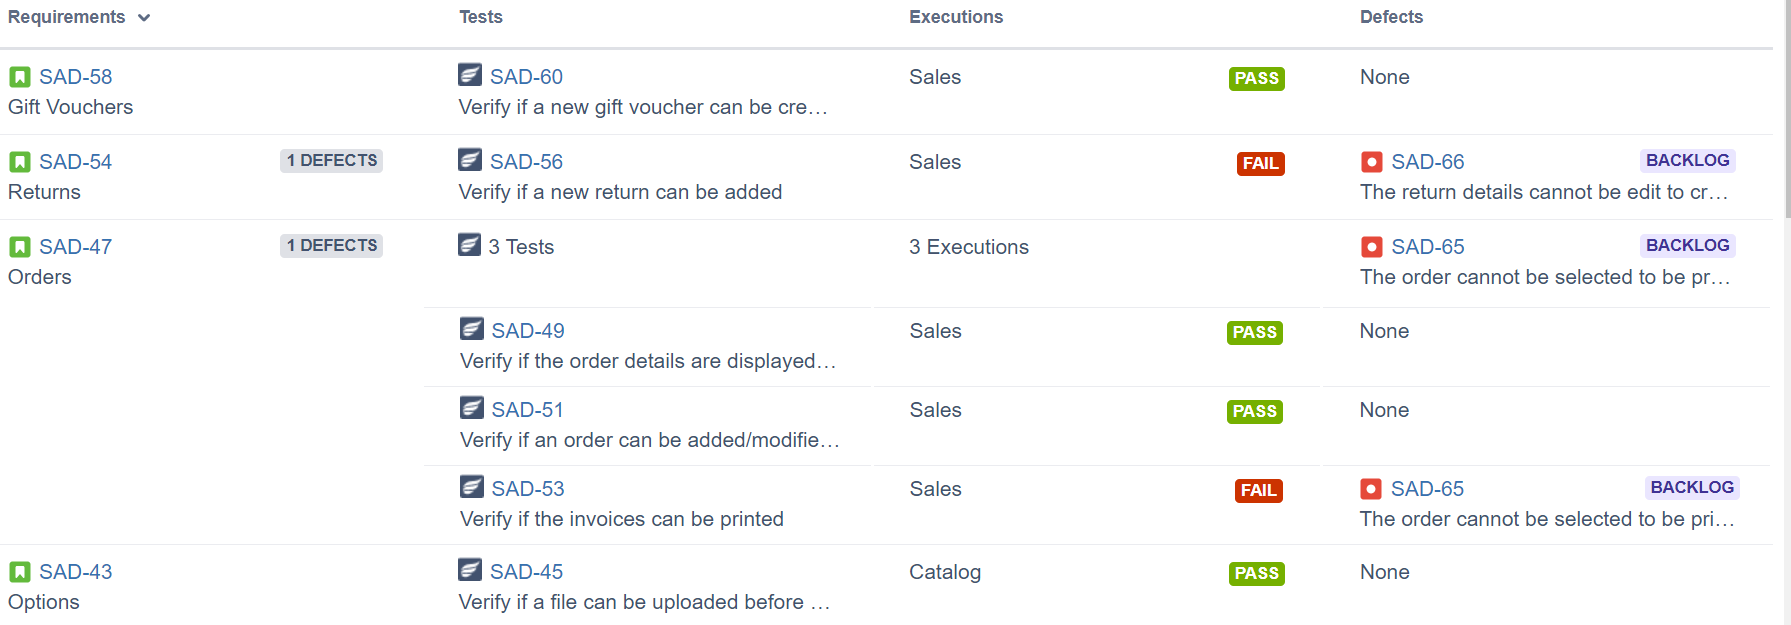 Requirements Tests Executions Defects
SAD-58 SAD-60 Sales PASS None
Gift Vouchers Verify if a new gift voucher can be cre…
SAD-54 1 DEFECTS SAD-56 Sales FAIL SAD-66 BACKLOG
Returns Verify if a new return can be added The return details cannot be edit to cr…
SAD-47 1 DEFECTS 3 Tests 3 Executions SAD-65 BACKLOG
Orders The order cannot be selected to be pr…
SAD-49 Sales PASS None
Verify if the order details are displayed…
SAD-51 Sales PASS None
Verify if an order can be added/modifie…
SAD-53 Sales FAIL SAD-65 BACKLOG
Verify if the invoices can be printed The order cannot be selected to be pri…
SAD-43 SAD-45 Catalog PASS None
Options Verify if a file can be uploaded before …